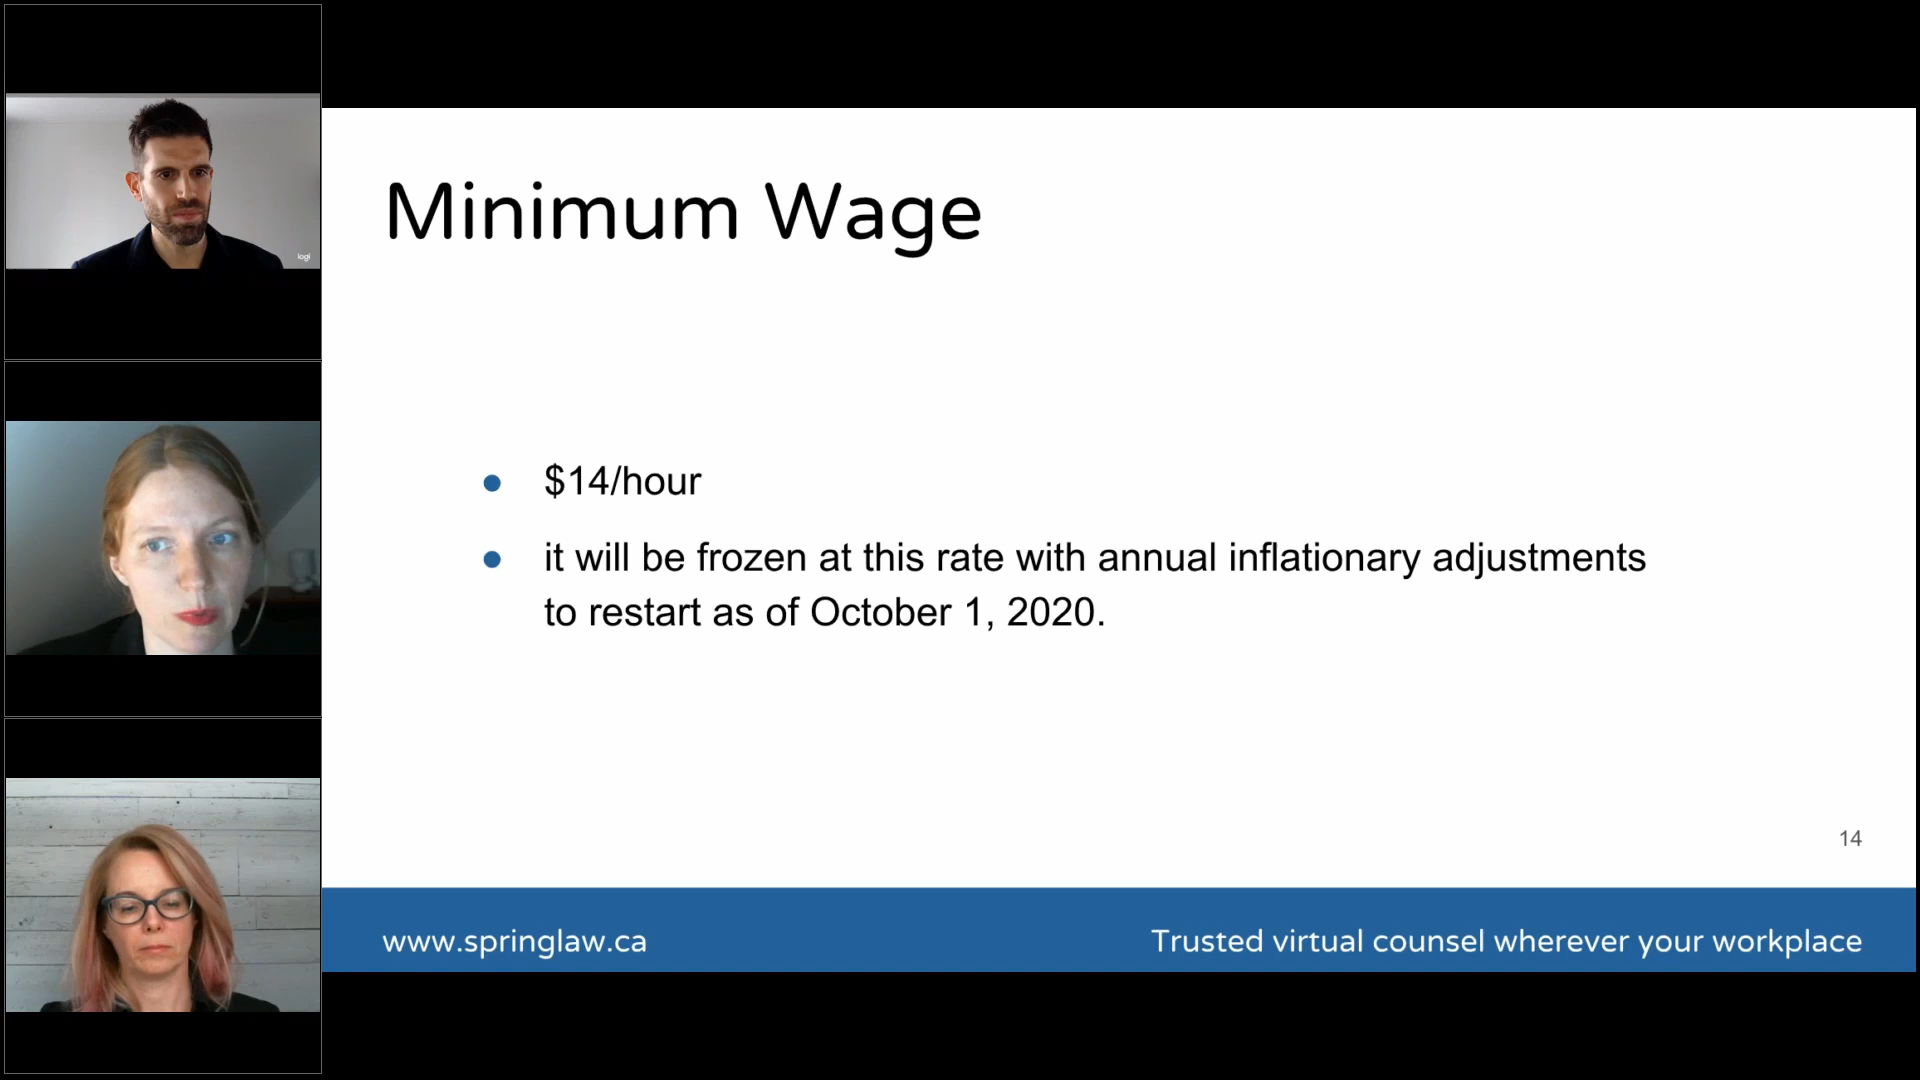 logi
Minimum Wage
● $14/hour
● it will be frozen at this rate with annual inflationary adjustments
to restart as of October 1, 2020.
14
www.springlaw.ca
Trusted virtual counsel wherever your workplace